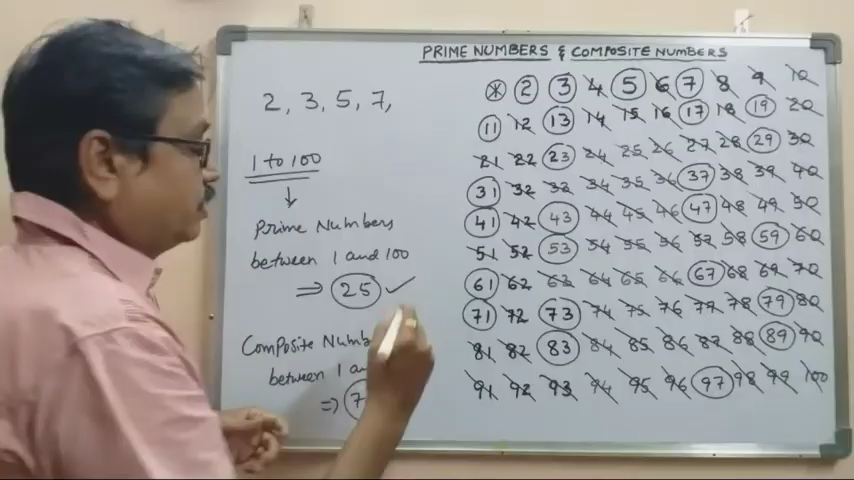 PRIME NUMBERS & COMPOSITE NUMBERS
2, 3, 5, 7,
1 to 100
Prime Numbers
between 1 and 100
⇒ 25 ✓
Composite
between 1
⇒ 7
1 2 3 4 5 6 7 8 9 10
11 12 13 14 15 16 17 18 19 20
21 22 23 24 25 26 27 28 29 30
31 32 33 34 35 36 37 38 39 40
41 42 43 44 45 46 47 48 49 50
51 52 53 54 55 56 57 58 59 60
61 62 63 64 65 66 67 68 69 70
71 72 73 74 75 76 77 78 79 80
81 82 83 84 85 86 87 88 89 90
91 92 93 94 95 96 97 98 99 100